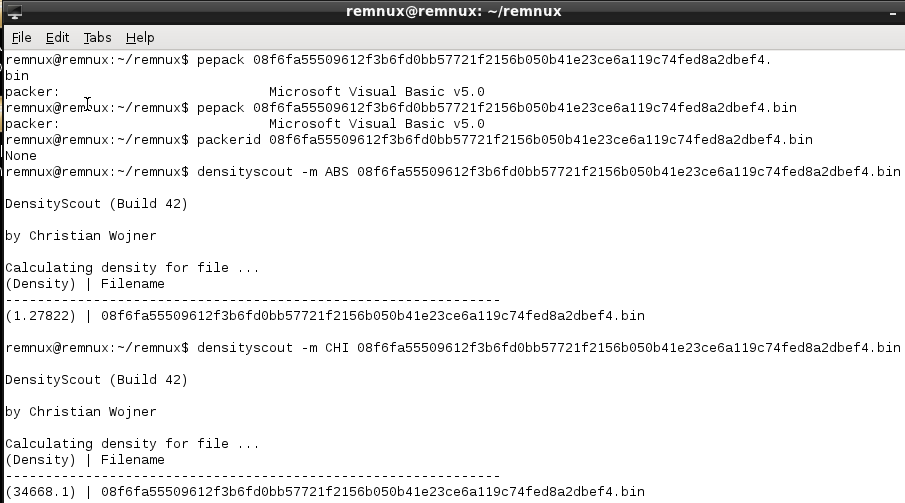 remnux@remnux: ~/remnux
File Edit Tabs Help
remnux@remnux:~/remnux$ pepack 08f6fa55509612f3b6fd0bb57721f2156b050b41e23ce6a119c74fed8a2dbef4.
bin
packer: Microsoft Visual Basic v5.0
remnux@remnux:~/remnux$ pepack 08f6fa55509612f3b6fd0bb57721f2156b050b41e23ce6a119c74fed8a2dbef4.bin
packer: Microsoft Visual Basic v5.0
remnux@remnux:~/remnux$ packerid 08f6fa55509612f3b6fd0bb57721f2156b050b41e23ce6a119c74fed8a2dbef4.bin
None
remnux@remnux:~/remnux$ densityscout -m ABS 08f6fa55509612f3b6fd0bb57721f2156b050b41e23ce6a119c74fed8a2dbef4.bin
DensityScout (Build 42)
by Christian Wojner
Calculating density for file ...
(Density) | Filename
--------------------------------------------------------------
(1.27822) | 08f6fa55509612f3b6fd0bb57721f2156b050b41e23ce6a119c74fed8a2dbef4.bin
remnux@remnux:~/remnux$ densityscout -m CHI 08f6fa55509612f3b6fd0bb57721f2156b050b41e23ce6a119c74fed8a2dbef4.bin
DensityScout (Build 42)
by Christian Wojner
Calculating density for file ...
(Density) | Filename
--------------------------------------------------------------
(34668.1) | 08f6fa55509612f3b6fd0bb57721f2156b050b41e23ce6a119c74fed8a2dbef4.bin